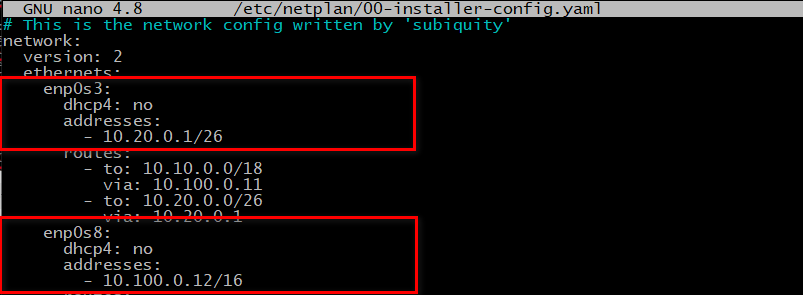 GNU nano 4.8 /etc/netplan/00-installer-config.yaml
# This is the network config written by 'subiquity'
network:
  version: 2
  ethernets:
    enp0s3:
      dhcp4: no
      addresses:
        - 10.20.0.1/26
      routes:
        - to: 10.10.0.0/18
          via: 10.100.0.11
        - to: 10.20.0.0/26
          via: 10.20.0.1
    enp0s8:
      dhcp4: no
      addresses:
        - 10.100.0.12/16
      routes: